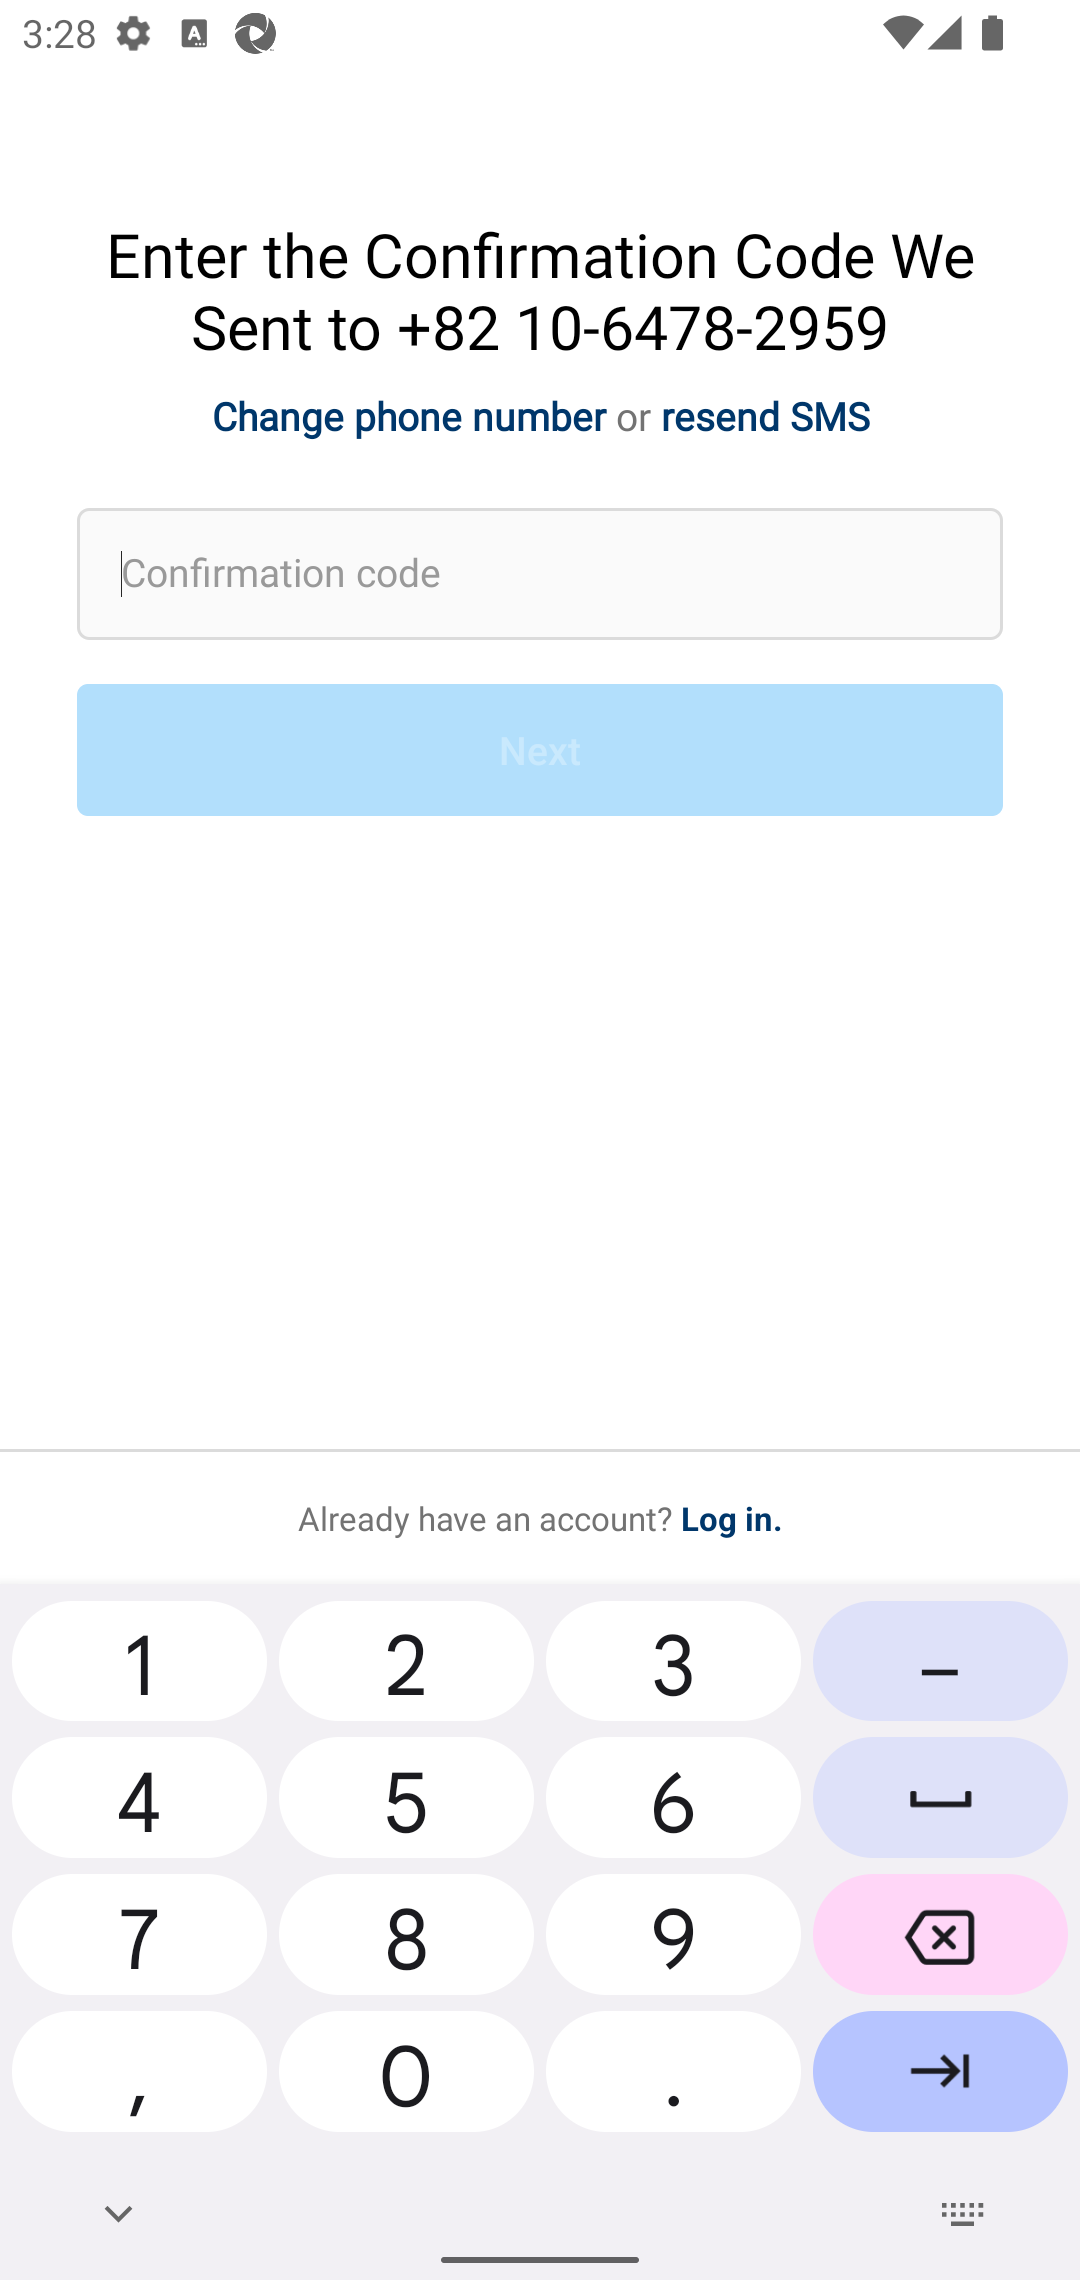 3:28
Enter the Confirmation Code We
Sent to +82 10-6478-2959
Change phone number or resend SMS
Confirmation code
Next
Already have an account? Log in.
1 2 3 –
4 5 6
7 8 9
, 0 .